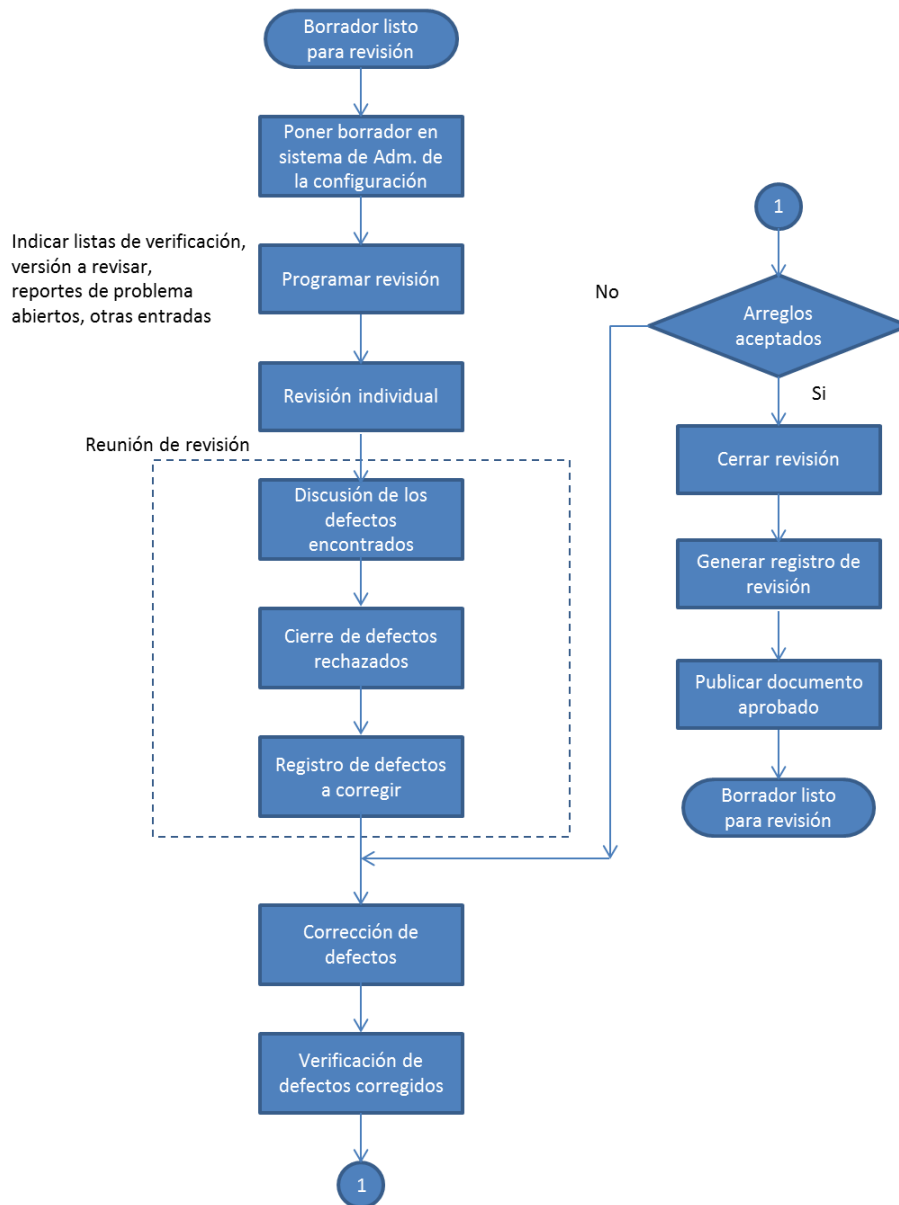 Borrador listo
para revisión
Poner borrador en
sistema de Adm. de
la configuración
Indicar listas de verificación,
versión a revisar,
reportes de problema
abiertos, otras entradas
Programar revisión
Revisión individual
Reunión de revisión
Discusión de los
defectos
encontrados
Cierre de defectos
rechazados
Registro de defectos
a corregir
Corrección de
defectos
Verificación de
defectos corregidos
1
1
Arreglos
aceptados
No
Si
Cerrar revisión
Generar registro de
revisión
Publicar documento
aprobado
Borrador listo
para revisión